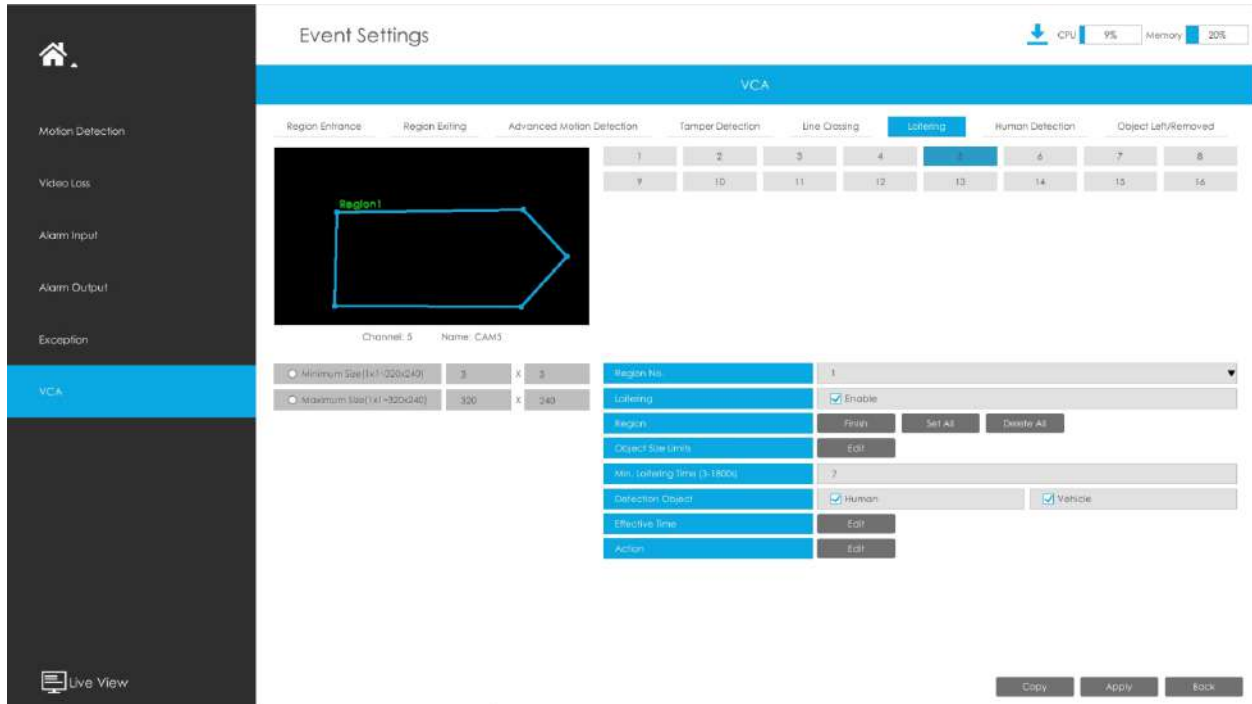 Event Settings
CPU 9% Memory 20%
VCA
Motion Detection
Video Loss
Alarm Input
Alarm Output
Exception
VCA
Live View
Region Entrance Region Exiting Advanced Motion Detection Tamper Detection Line Crossing Loitering Human Detection Object Left/Removed
1 2 3 4 5 6 7 8
9 10 11 12 13 14 15 16
Region1
Channel: 5 Name: CAM5
Minimum Size(1x1~320x240) 3 X 3
Maximum Size(1x1~320x240) 320 X 240
Region No. 1
Loitering Enable
Region Finish Set All Delete All
Object Size Limits Edit
Min. Loitering Time (3-1800s)
Detection Object Human Vehicle
Effective Time Edit
Action Edit
Copy Apply Back